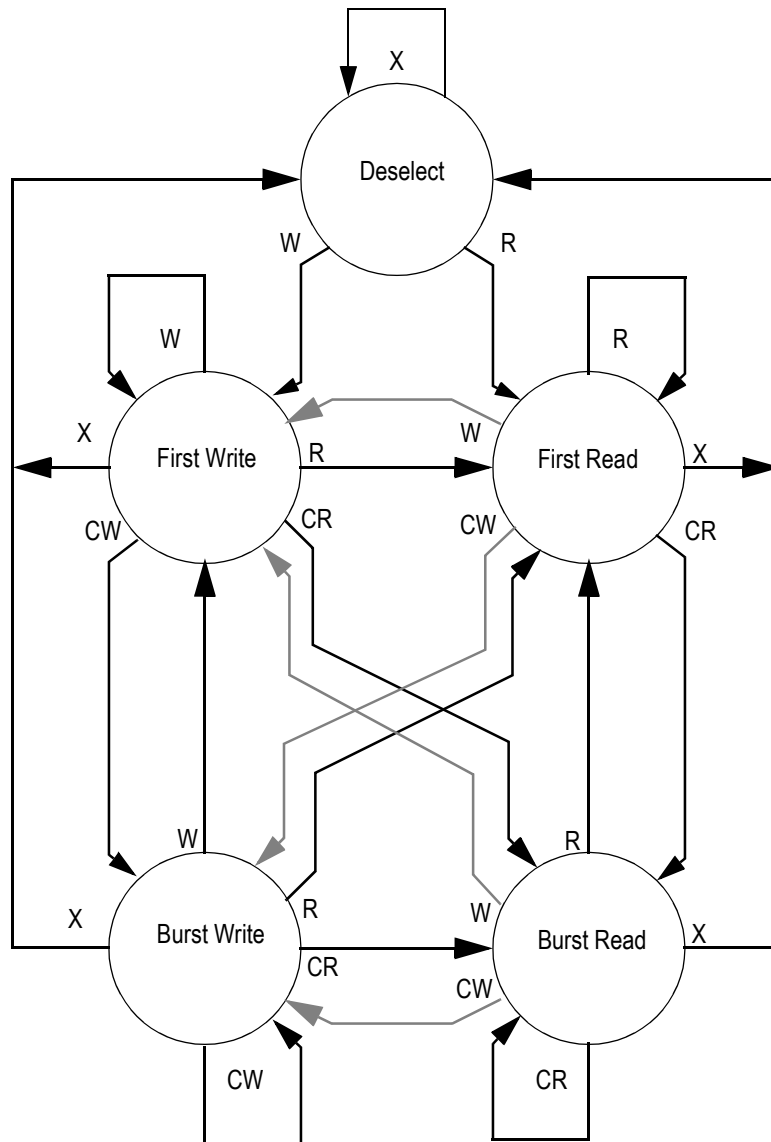 X
Deselect
W
R
W
R
W
X
First Write
R
First Read
X
CW
CR
CW
CR
W
R
X
R
W
Burst Write
Burst Read
X
CR
CW
CW
CR